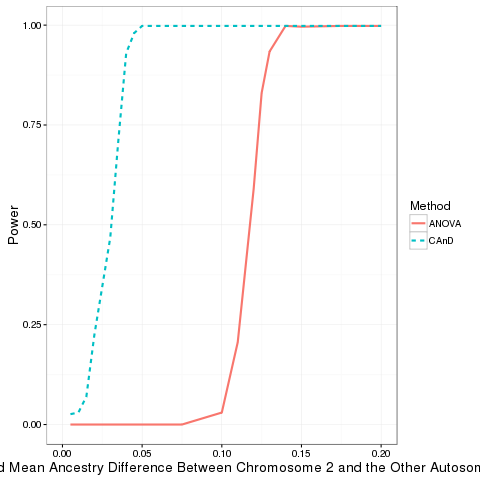 1.00
0.75
0.50
0.25
0.00
Power
0.00 0.05 0.10 0.15 0.20
Mean Ancestry Difference Between Chromosome 2 and the Other
Method
ANOVA
CAnD